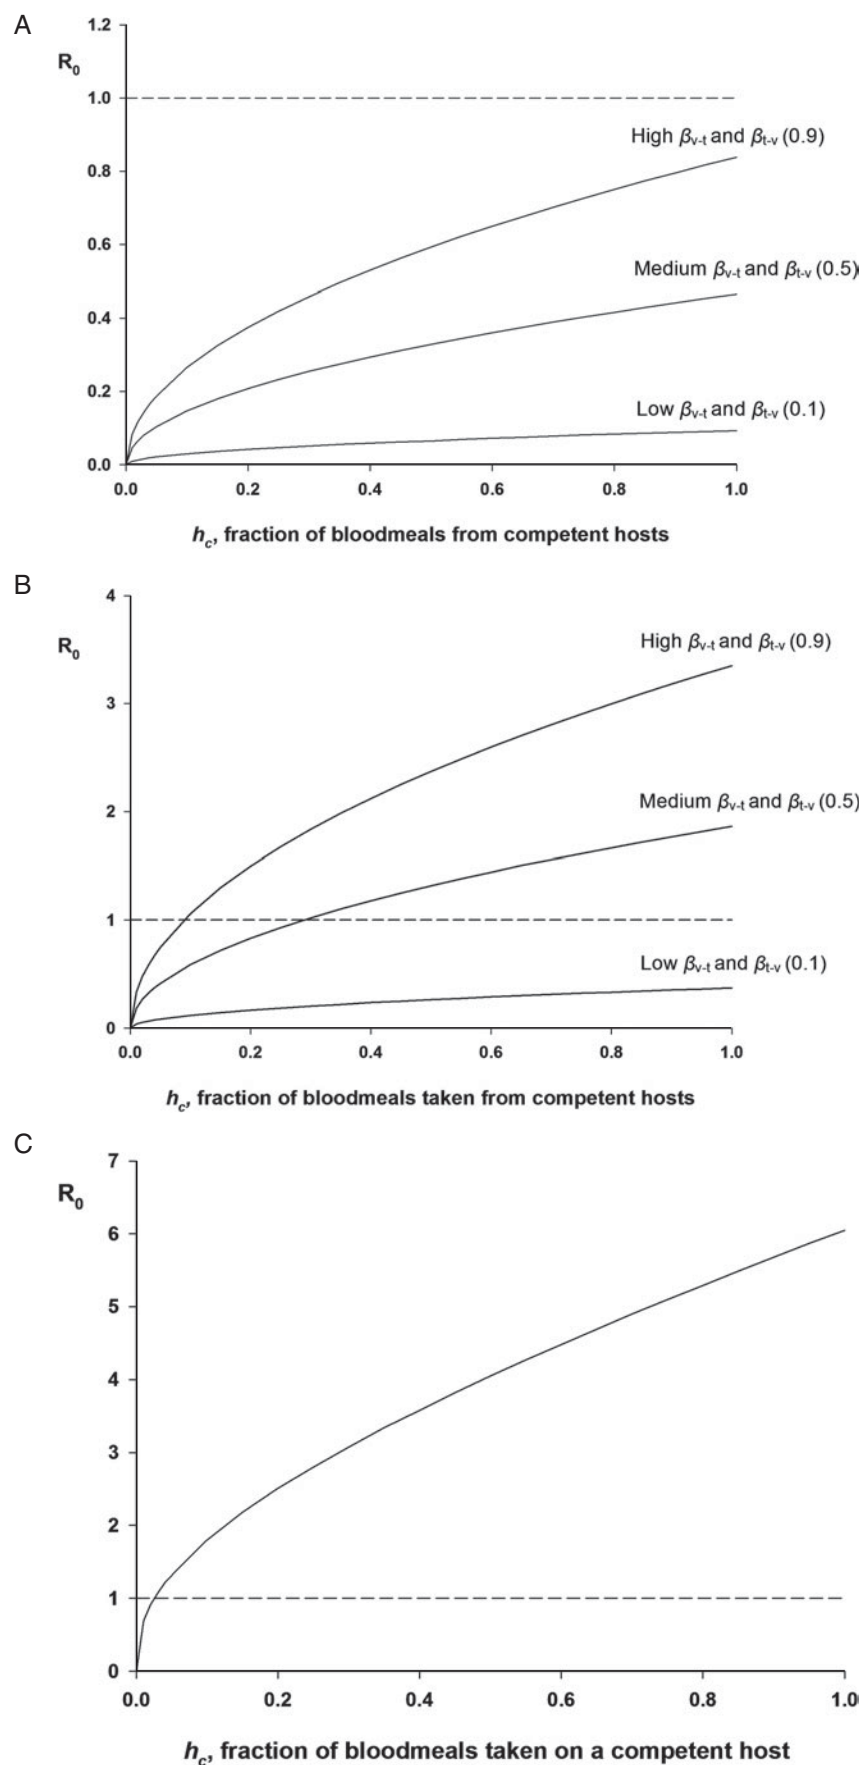 A
R₀
1.2
1.0
High βv-t and βt-v (0.9)
0.8
0.6
Medium βv-t and βt-v (0.5)
0.4
0.2
Low βv-t and βt-v (0.1)
0.0
0.0 0.2 0.4 0.6 0.8 1.0
hc, fraction of bloodmeals from competent hosts
B
4
R₀
High βv-t and βt-v (0.9)
3
Medium βv-t and βt-v (0.5)
2
1
Low βv-t and βt-v (0.1)
0
0.0 0.2 0.4 0.6 0.8 1.0
hc, fraction of bloodmeals taken from competent hosts
C
7
R₀
6
5
4
3
2
1
0
0.0 0.2 0.4 0.6 0.8 1.0
hc, fraction of bloodmeals taken on a competent host